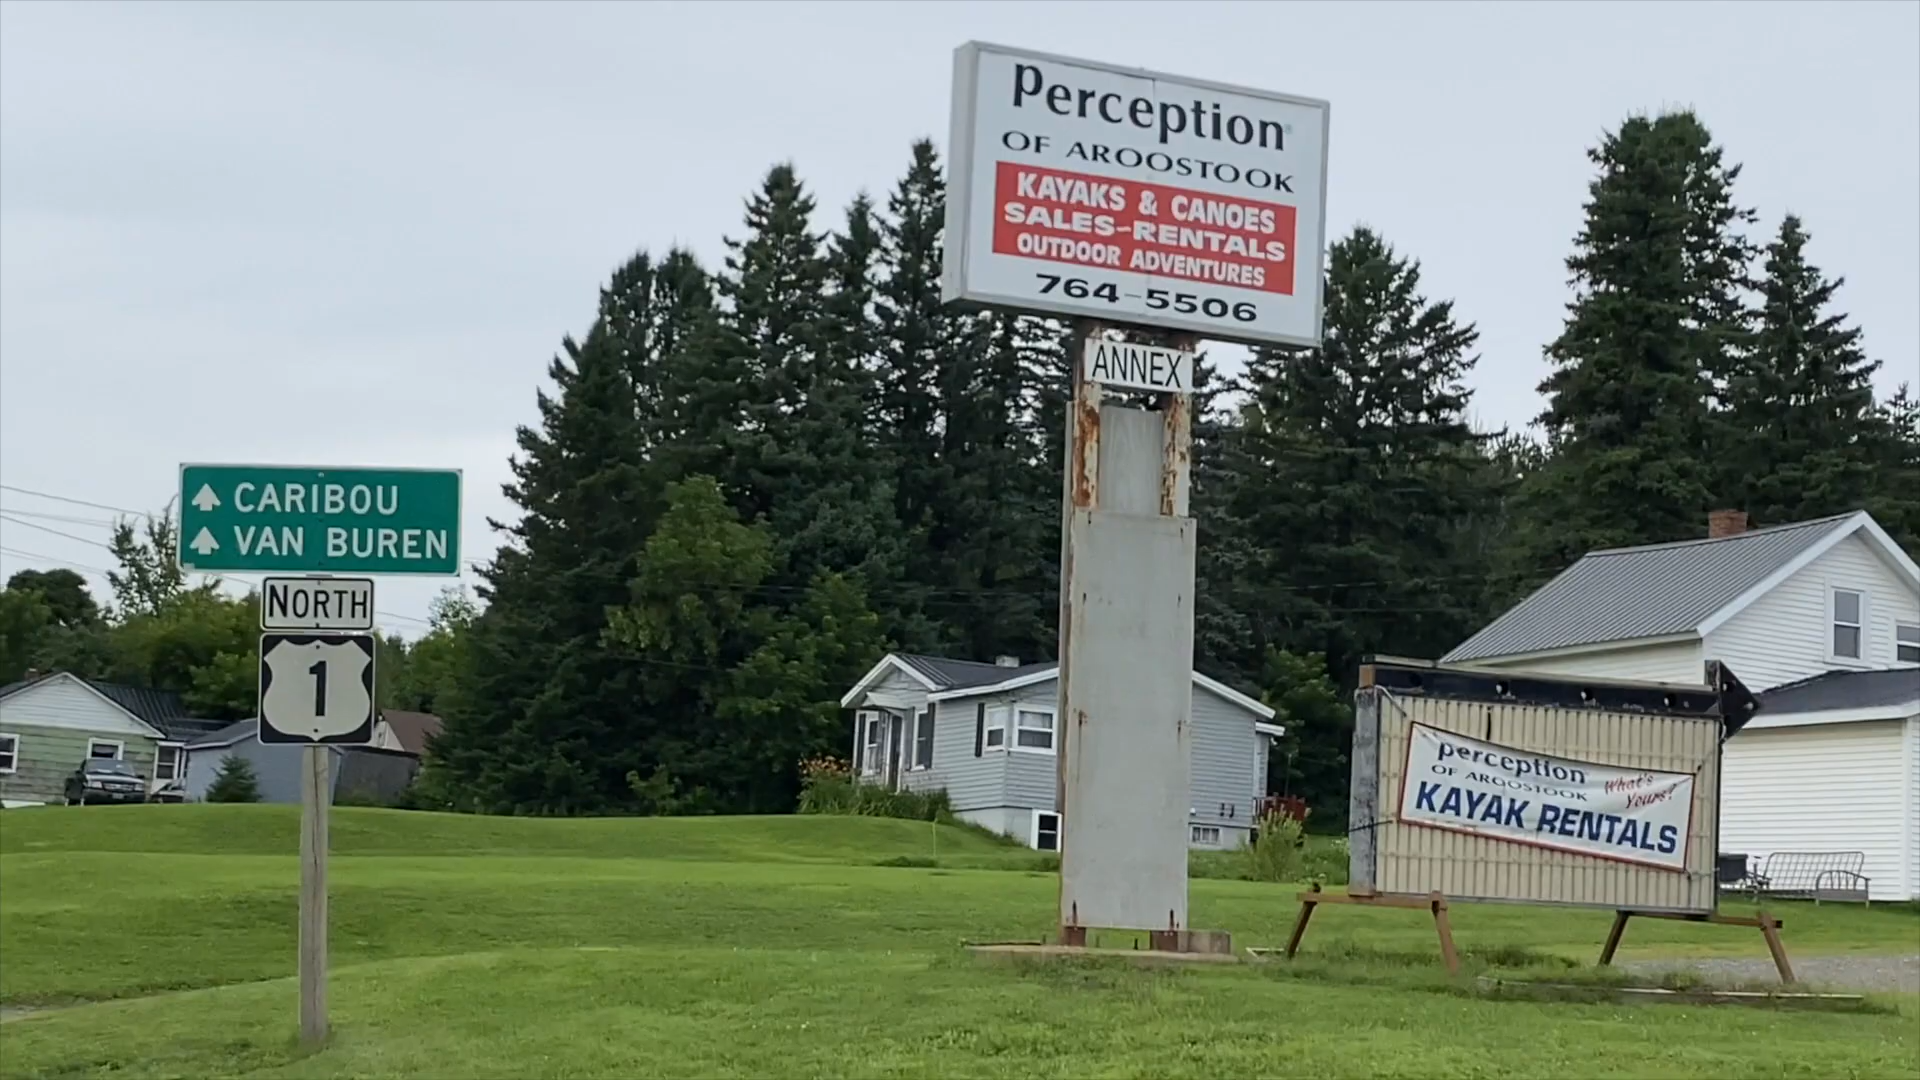 CARIBOU
VAN BUREN
NORTH
1
perception
OF AROOSTOOK
KAYAKS & CANOES
SALES-RENTALS
OUTDOOR ADVENTURES
764-5506
ANNEX
perception
OF AROOSTOOK
What's
Yours?
KAYAK RENTALS